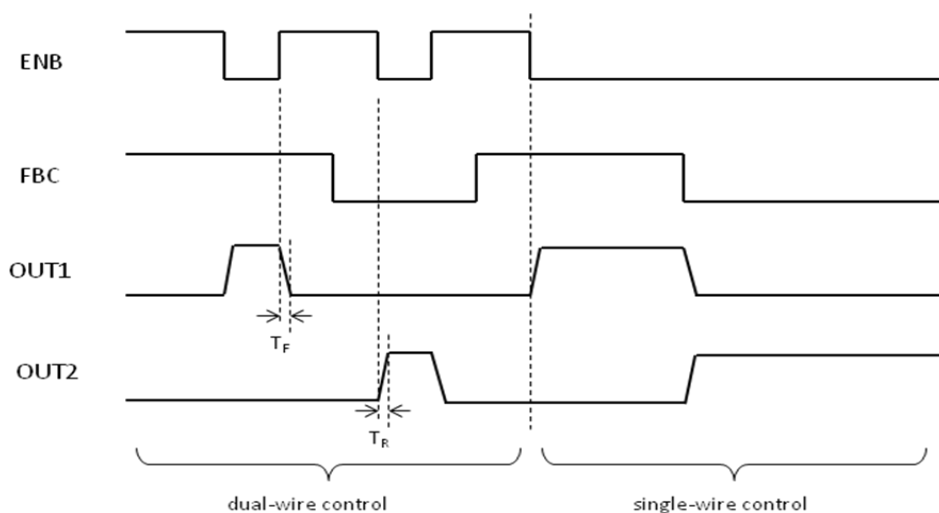 ENB
FBC
OUT1
TF
OUT2
TR
dual-wire control
single-wire control